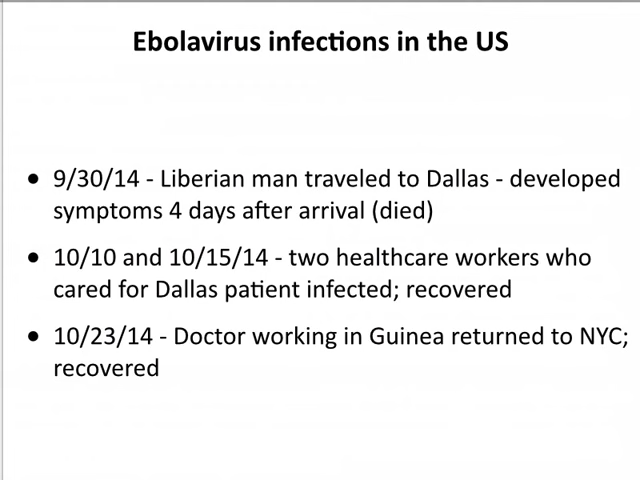 Ebolavirus infections in the US
• 9/30/14 - Liberian man traveled to Dallas - developed
symptoms 4 days after arrival (died)
• 10/10 and 10/15/14 - two healthcare workers who
cared for Dallas patient infected; recovered
• 10/23/14 - Doctor working in Guinea returned to NYC;
recovered